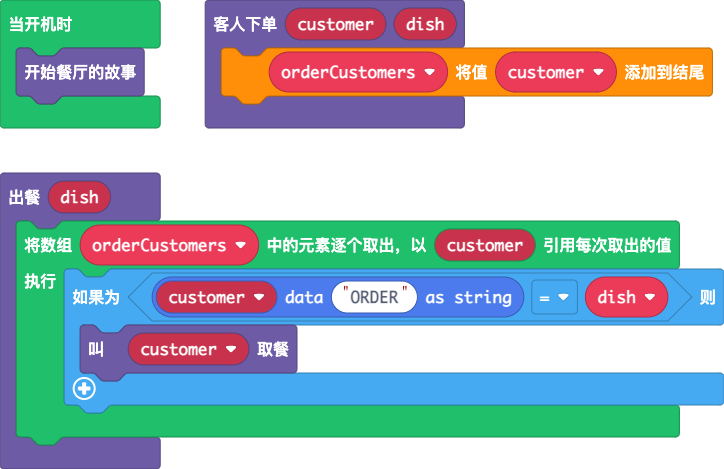 当开机时
开始餐厅的故事
客人下单 customer dish
orderCustomers 将值 customer 添加到结尾
出餐 dish
将数组 orderCustomers 中的元素逐个取出，以 customer 引用每次取出的值
执行
如果为 customer data "ORDER" as string = dish 则
叫 customer 取餐